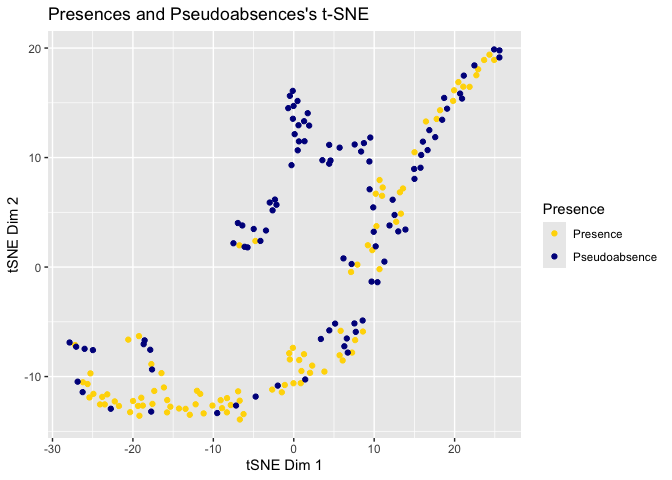 Presences and Pseudoabsences's t-SNE
20
10
0
-10
tSNE Dim 2
-30
-20
-10
0
10
20
tSNE Dim 1
Presence
Presence
Pseudoabsence